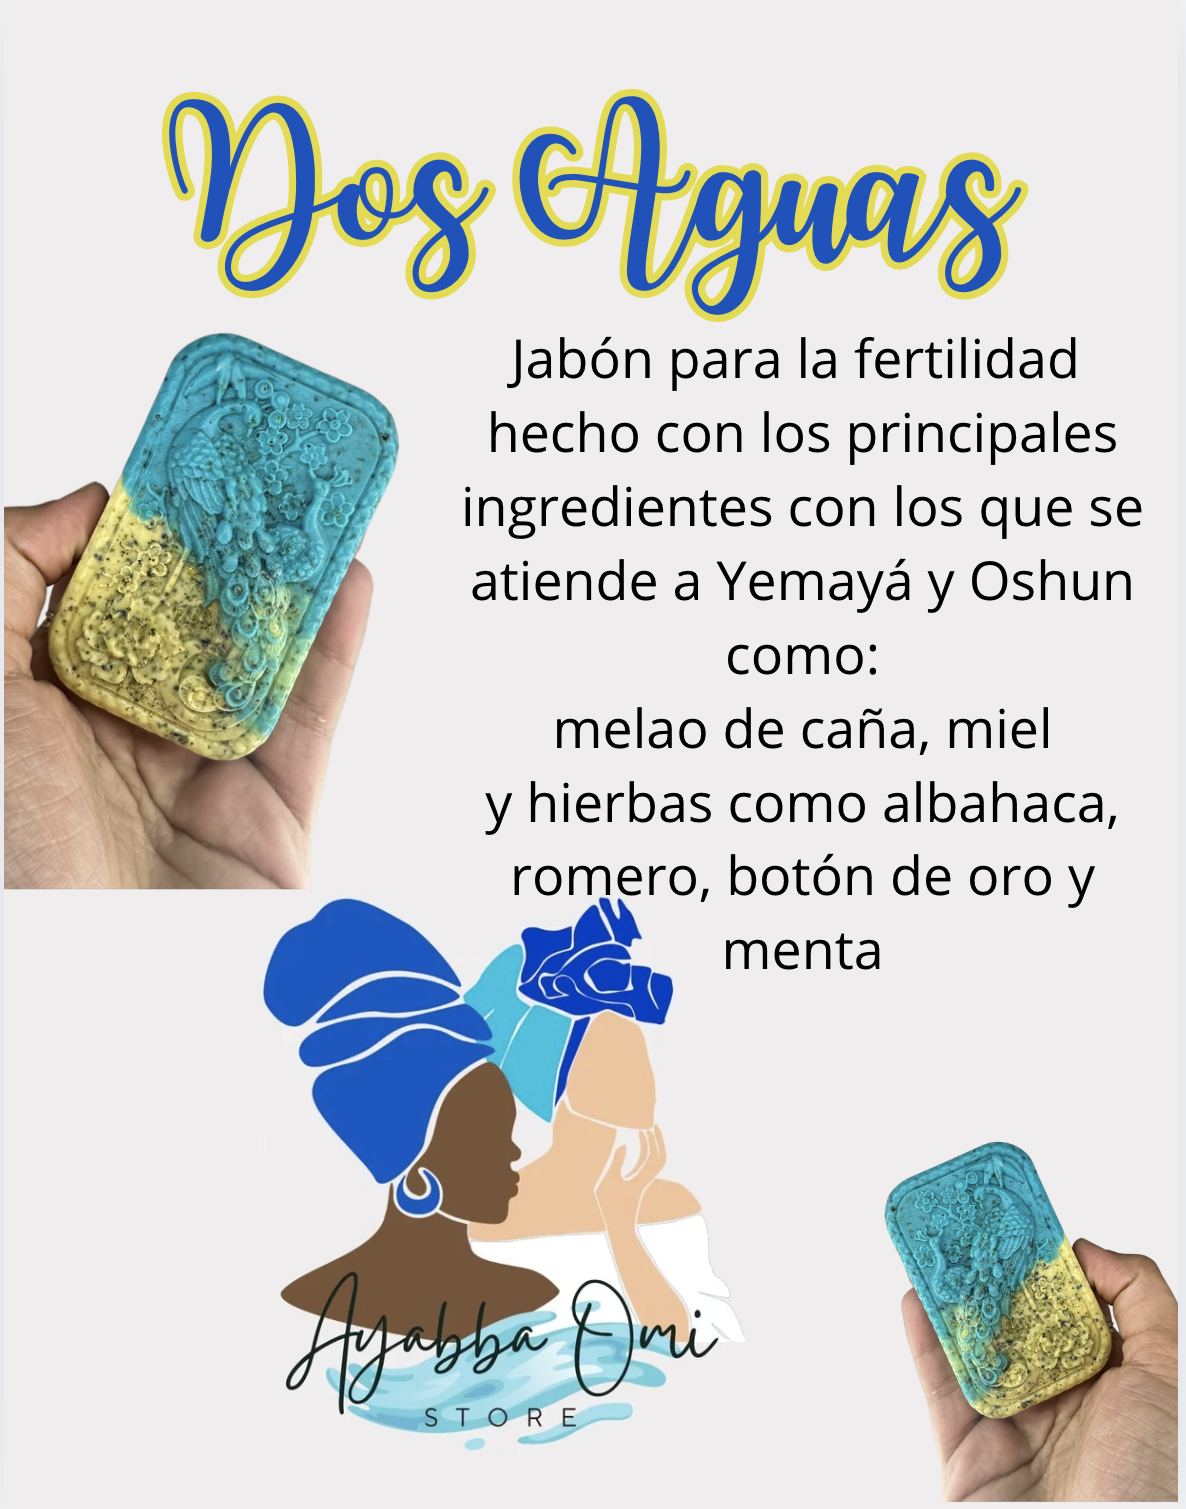 Dos Aguas
Jabón para la fertilidad
hecho con los principales
ingredientes con los que se
atiende a Yemayá y Oshun
como:
melao de caña, miel
y hierbas como albahaca,
romero, botón de oro y
menta
Ayabba Omi
STORE